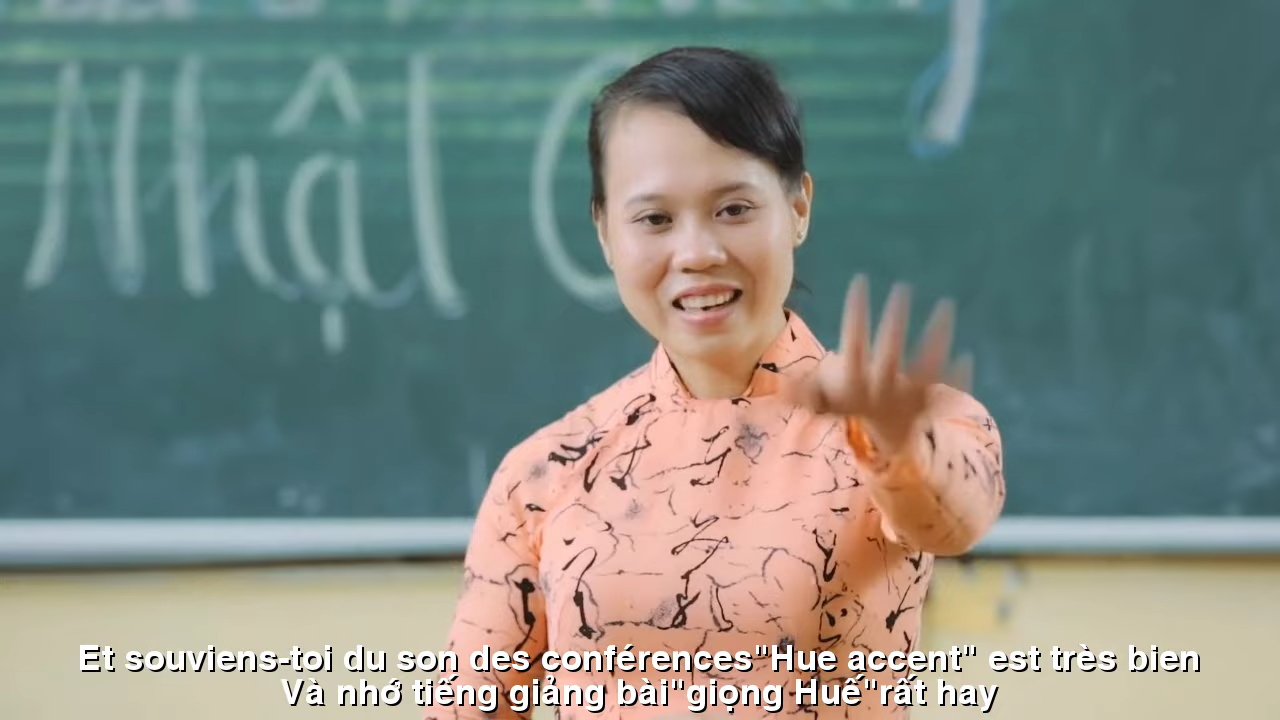 Nhật
Et souviens-toi du son des conférences"Hue accent" est très bien
Và nhớ tiếng giảng bài"giọng Huế"rất hay